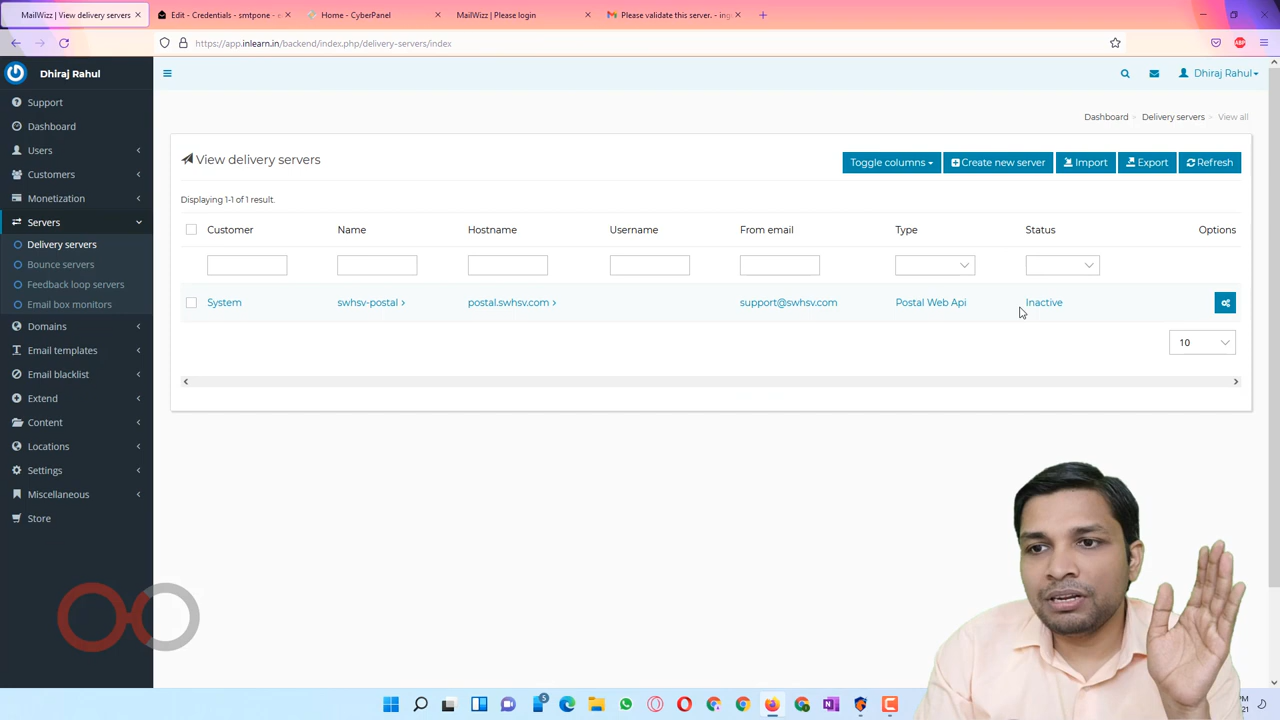 MailWizz | View delivery servers
Edit - Credentials - smtpone - e
Home - CyberPanel
MailWizz | Please login
Please validate this server. - ing
https://app.inlearn.in/backend/index.php/delivery-servers/index
Dhiraj Rahul
Dhiraj Rahul
Support
Dashboard
Users
Customers
Monetization
Servers
Delivery servers
Bounce servers
Feedback loop servers
Email box monitors
Domains
Email templates
Email blacklist
Extend
Content
Locations
Settings
Miscellaneous
Store
Dashboard Delivery servers View all
View delivery servers
Toggle columns Create new server Import Export Refresh
Displaying 1-1 of 1 result.
Customer Name Hostname Username From email Type Status Options
System swhsv-postal postal.swhsv.com support@swhsv.com Postal Web Api Inactive
10
ABP
5
PM
21